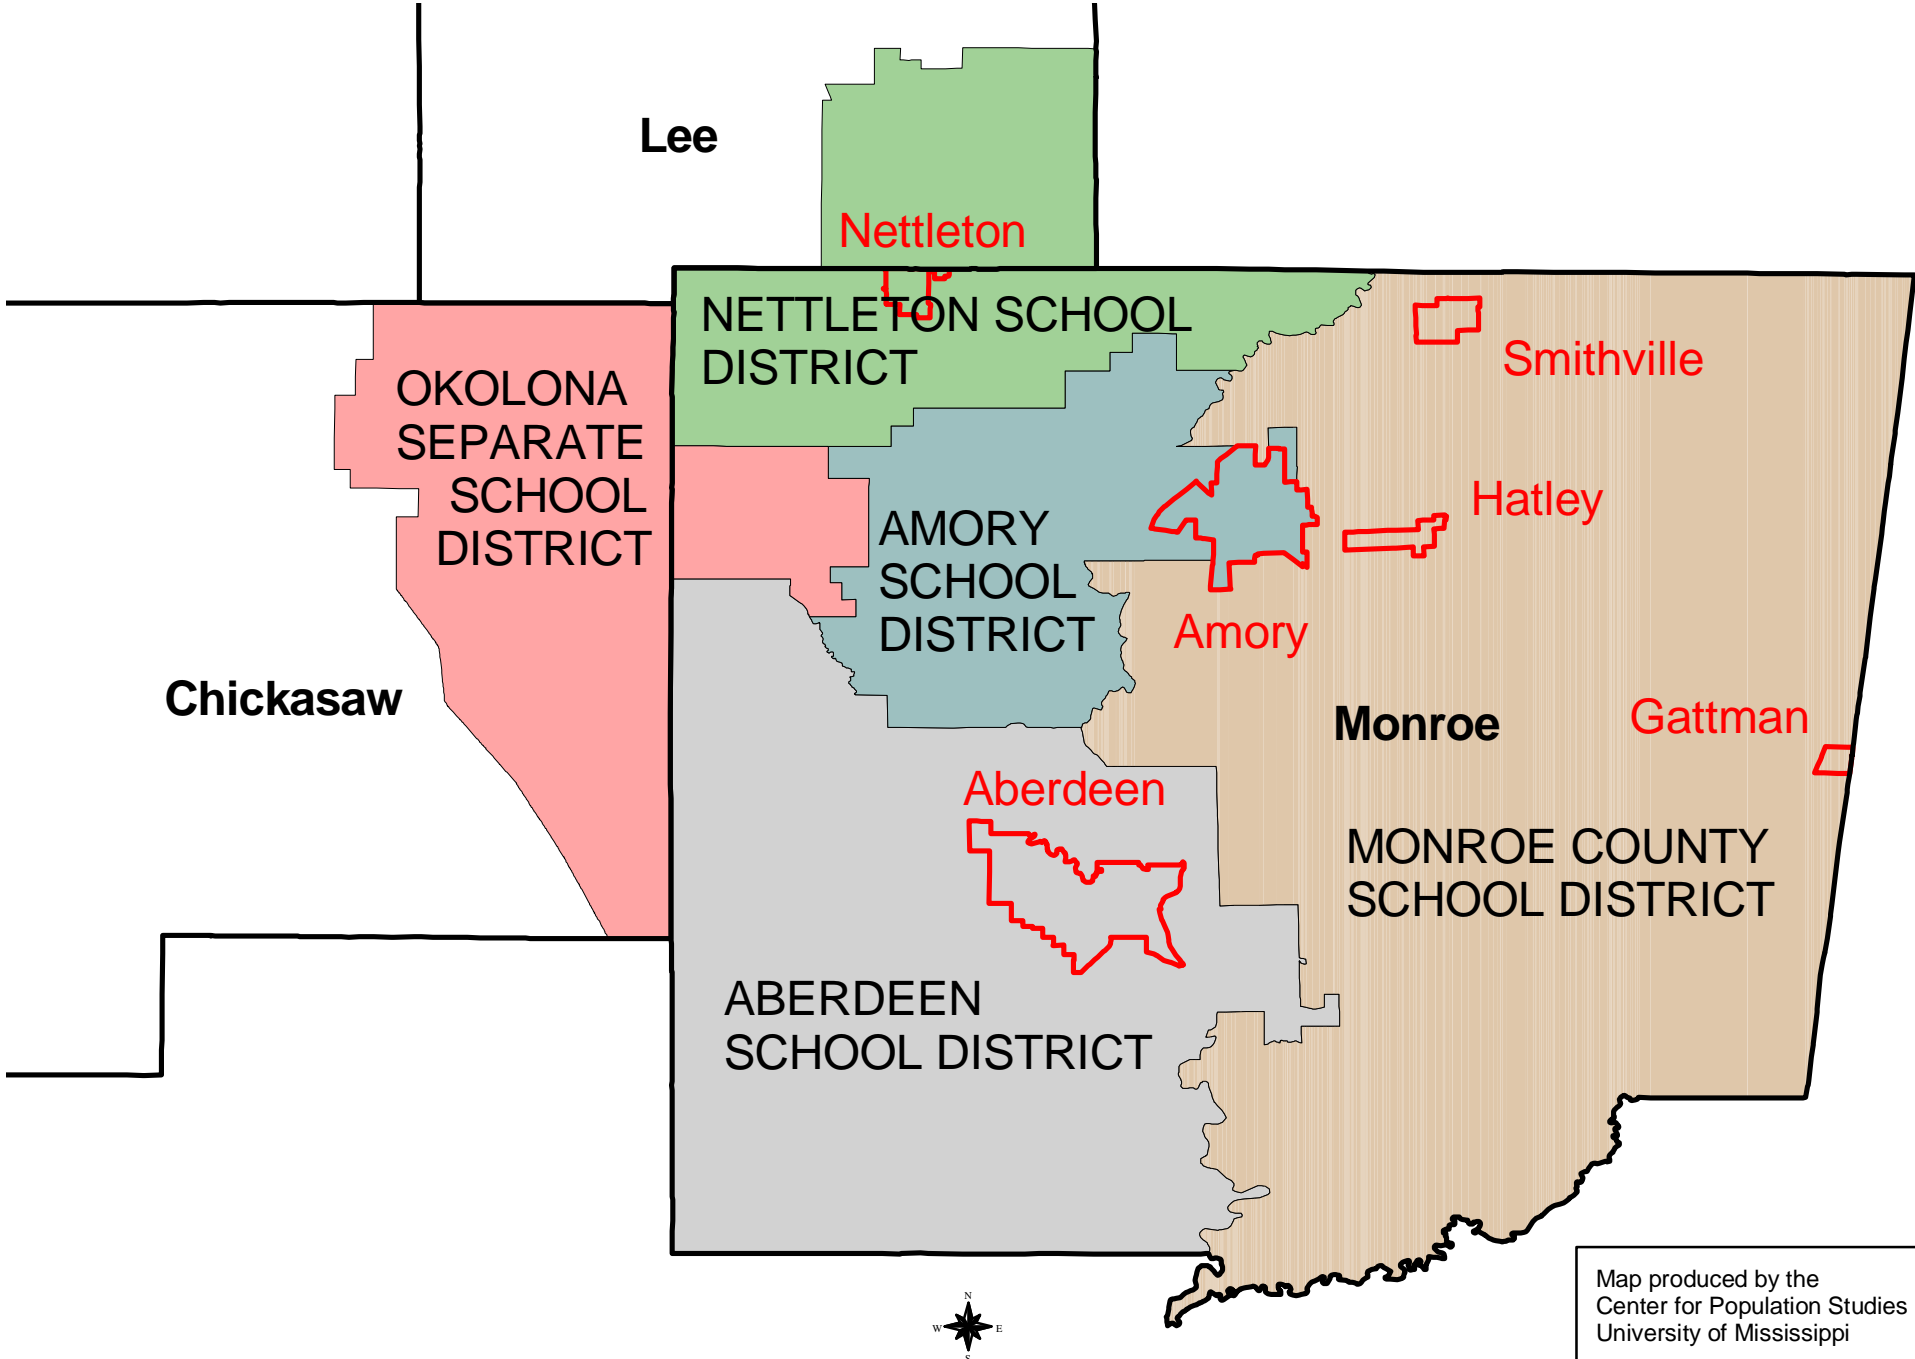 Lee
Nettleton
NETTLETON SCHOOL
DISTRICT
Smithville
OKOLONA
SEPARATE
SCHOOL
DISTRICT
Hatley
AMORY
SCHOOL
DISTRICT
Amory
Chickasaw
Monroe
Gattman
Aberdeen
MONROE COUNTY
SCHOOL DISTRICT
ABERDEEN
SCHOOL DISTRICT
N
W
E
S
Map produced by the
Center for Population Studies
University of Mississippi